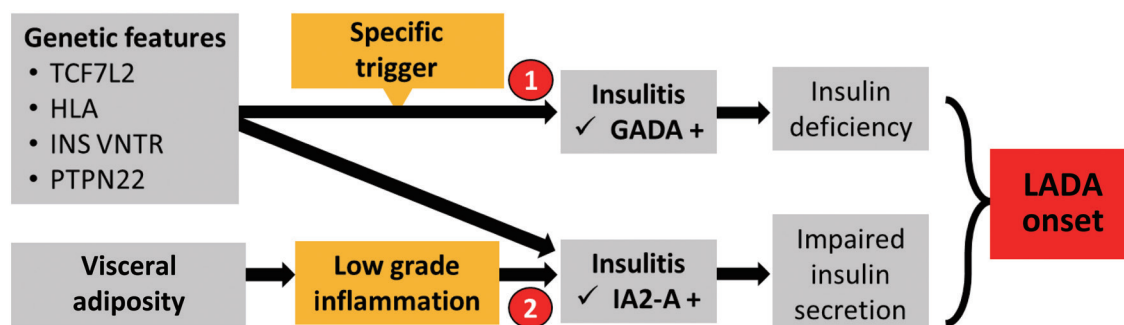 Genetic features
• TCF7L2
• HLA
• INS VNTR
• PTPN22
Specific
trigger
1
Insulitis
✓ GADA +
Insulin
deficiency
LADA
onset
Visceral
adiposity
Low grade
inflammation
2
Insulitis
✓ IA2-A +
Impaired
insulin
secretion